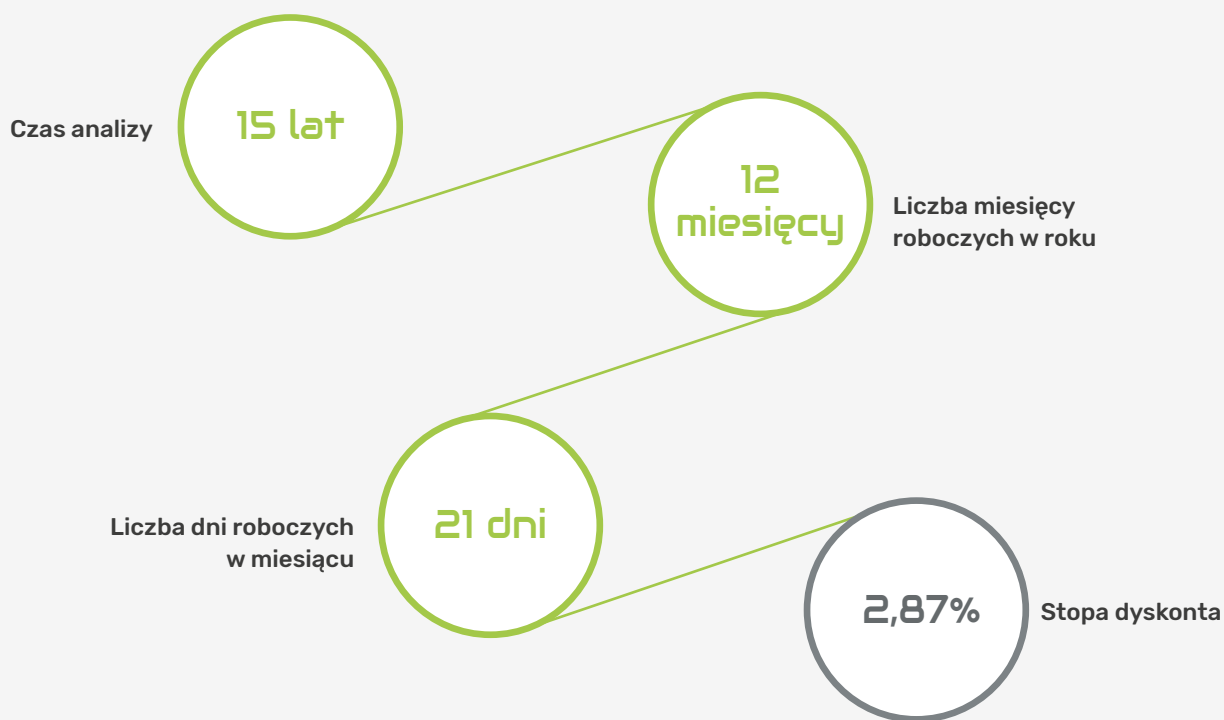 Czas analizy
15 lat
12
miesięcy
Liczba miesięcy
roboczych w roku
Liczba dni roboczych
w miesiącu
21 dni
2,87%
Stopa dyskonta